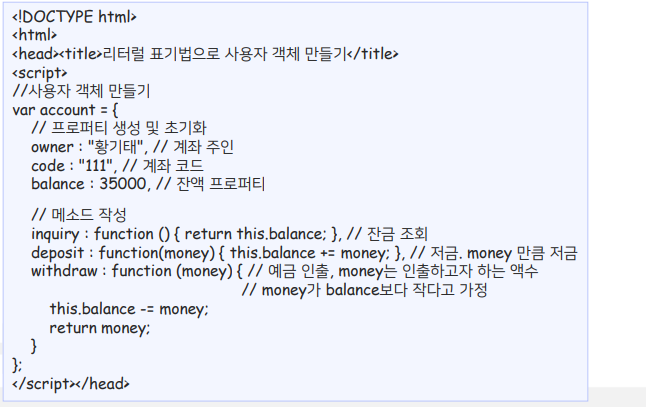 <!DOCTYPE html>
<html>
<head><title>리터럴 표기법으로 사용자 객체 만들기</title>
<script>
//사용자 객체 만들기
var account = {
// 프로퍼티 생성 및 초기화
owner : "황기태", // 계좌 주인
code : "111", // 계좌 코드
balance : 35000, // 잔액 프로퍼티
// 메소드 작성
inquiry : function () { return this.balance; }, // 잔금 조회
deposit : function(money) { this.balance += money; }, // 저금. money 만큼 저금
withdraw : function (money) { // 예금 인출, money는 인출하고자 하는 액수
// money가 balance보다 작다고 가정
this.balance -= money;
return money;
}
};
</script></head>